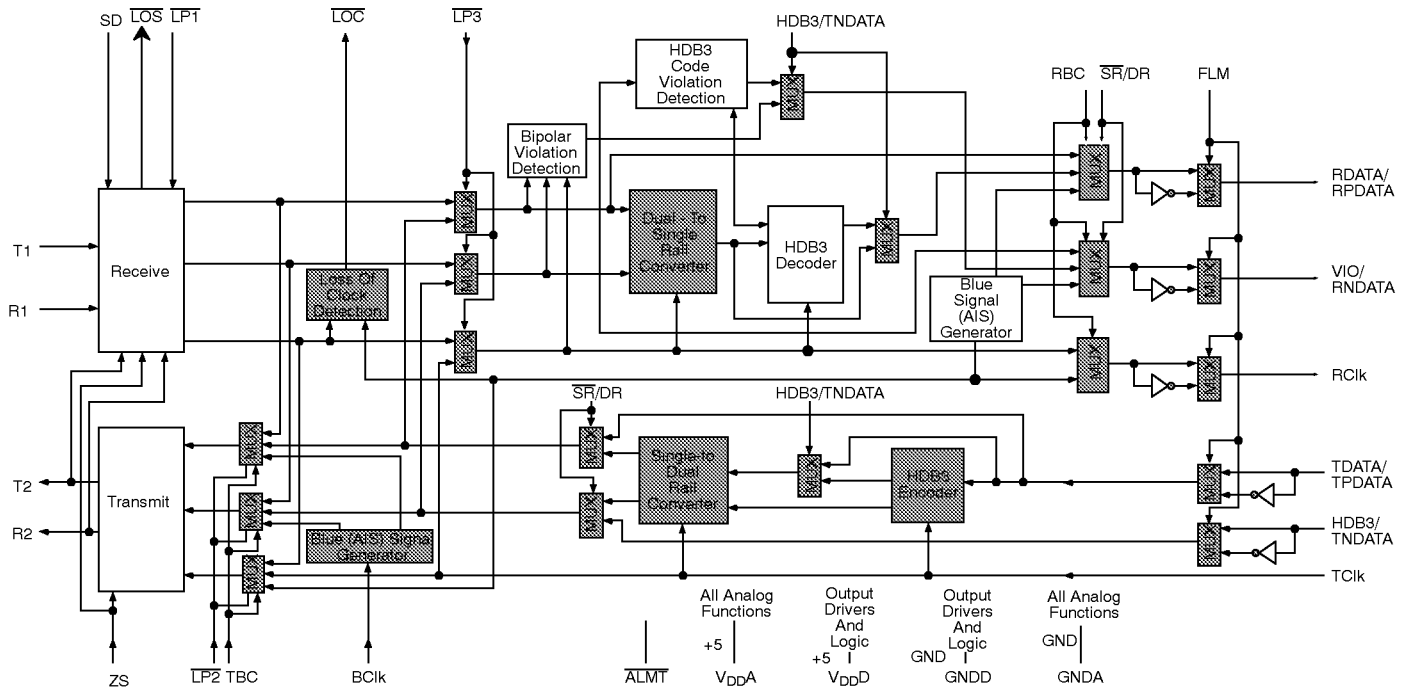 SD
LOS
LP1
LOC
LP3
HDB3/TNDATA
HDB3
Code
Violation
Detection
MUX
RBC
SR/DR
FLM
Bipolar
Violation
Detection
MUX
MUX
RDATA/
RPDATA
T1
Receive
R1
MUX
MUX
MUX
Loss Of
Clock
Detection
Dual - To
Single
Rail
Converter
HDB3
Decoder
MUX
Blue
Signal
(AIS)
Generator
MUX
MUX
VIO/
RNDATA
MUX
MUX
RClk
SR/DR
HDB3/TNDATA
T2
Transmit
R2
MUX
MUX
MUX
Blue (AIS) Signal
Generator
MUX
MUX
Single-to
Dual
Rail
Converter
MUX
HDB3
Encoder
MUX
MUX
TDATA/
TPDATA
HDB3/
TNDATA
TClk
ZS
LP2
TBC
BClk
ALMT
All Analog
Functions
+5
VDDA
Output
Drivers
And
Logic
+5
VDDD
Output
Drivers
And
Logic
GND
GNDD
All Analog
Functions
GND
GNDA